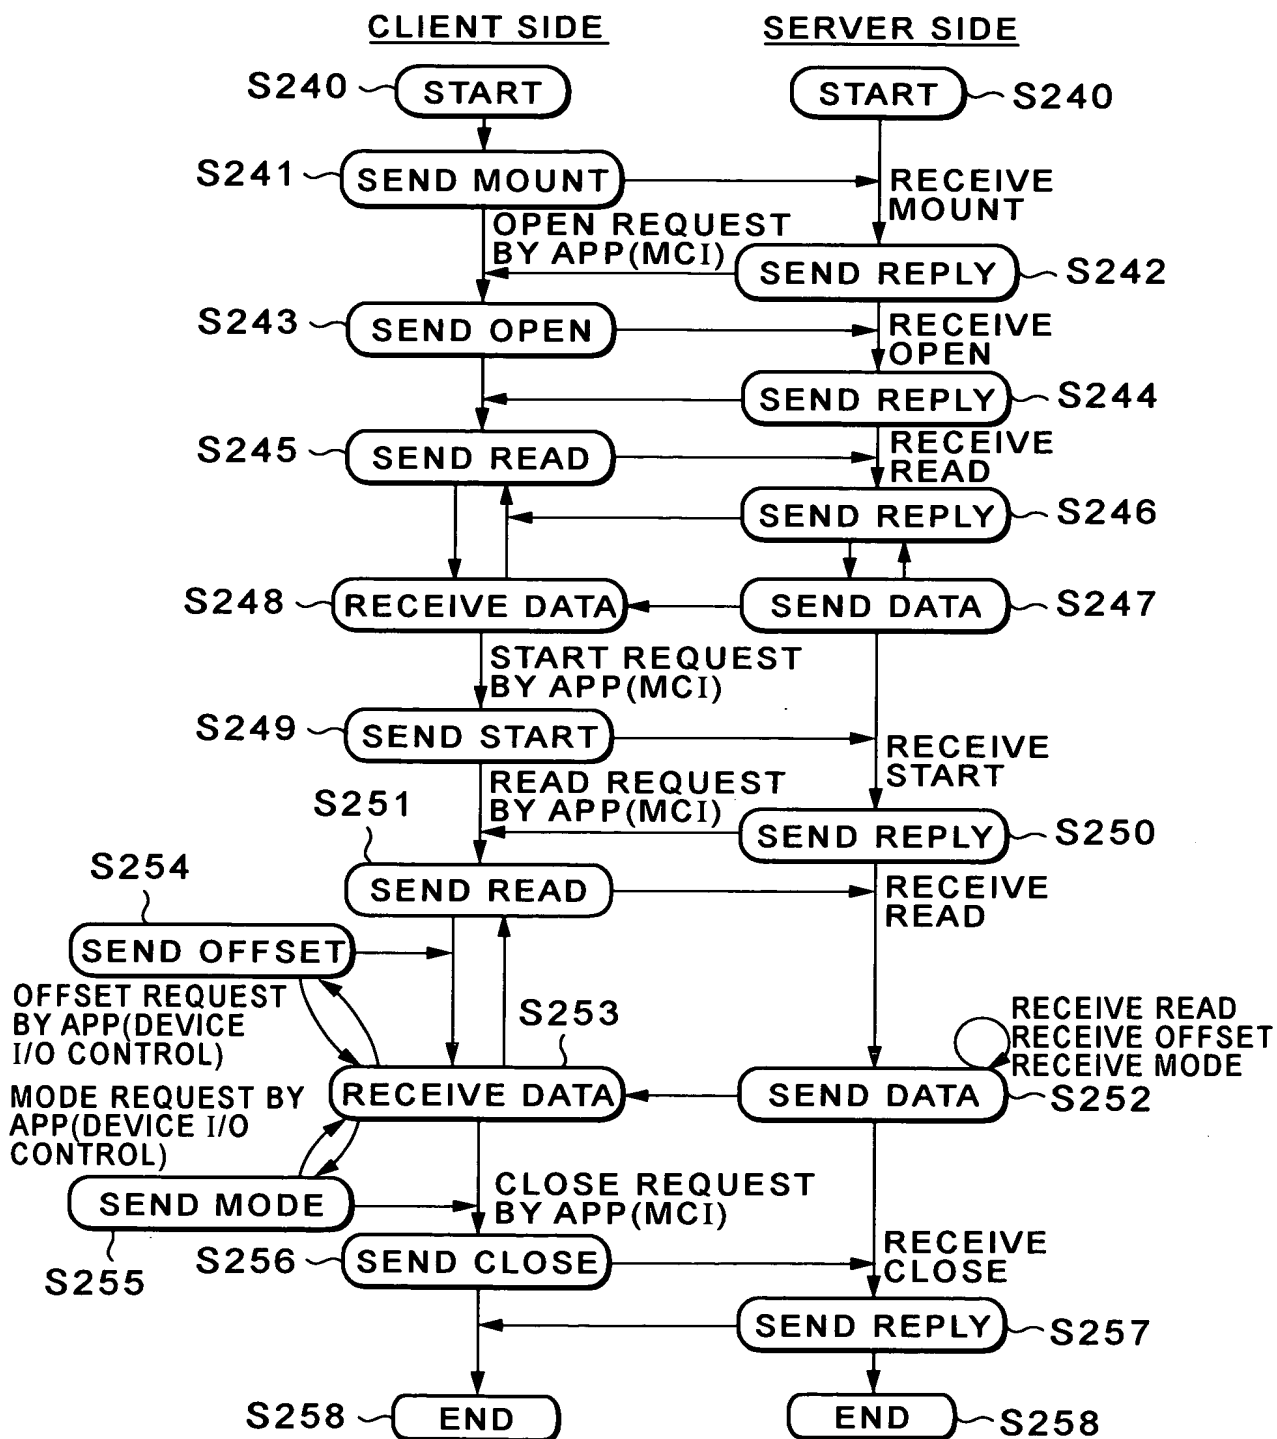 CLIENT SIDE
SERVER SIDE
S240
START
START
S240
S241
SEND MOUNT
RECEIVE
MOUNT
OPEN REQUEST
BY APP(MCI)
SEND REPLY
S242
S243
SEND OPEN
RECEIVE
OPEN
SEND REPLY
S244
S245
SEND READ
RECEIVE
READ
SEND REPLY
S246
S248
RECEIVE DATA
SEND DATA
S247
START REQUEST
BY APP(MCI)
S249
SEND START
RECEIVE
START
READ REQUEST
BY APP(MCI)
S251
SEND REPLY
S250
S254
SEND READ
RECEIVE
READ
SEND OFFSET
OFFSET REQUEST
BY APP(DEVICE
I/O CONTROL)
S253
RECEIVE READ
RECEIVE OFFSET
RECEIVE MODE
RECEIVE DATA
SEND DATA
S252
MODE REQUEST BY
APP(DEVICE I/O
CONTROL)
SEND MODE
S255
CLOSE REQUEST
BY APP(MCI)
S256
SEND CLOSE
RECEIVE
CLOSE
SEND REPLY
S257
S258
END
END
S258